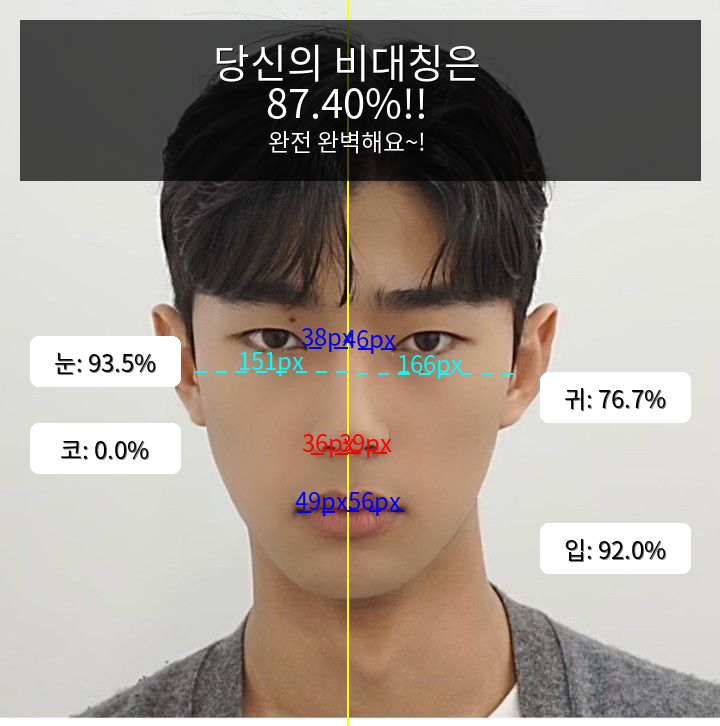 당신의 비대칭은
87.40%!!
완전 완벽해요~!
38px 46px
151px 166px
눈: 93.5%
귀: 76.7%
코: 0.0%
36px 39px
49px 56px
입: 92.0%